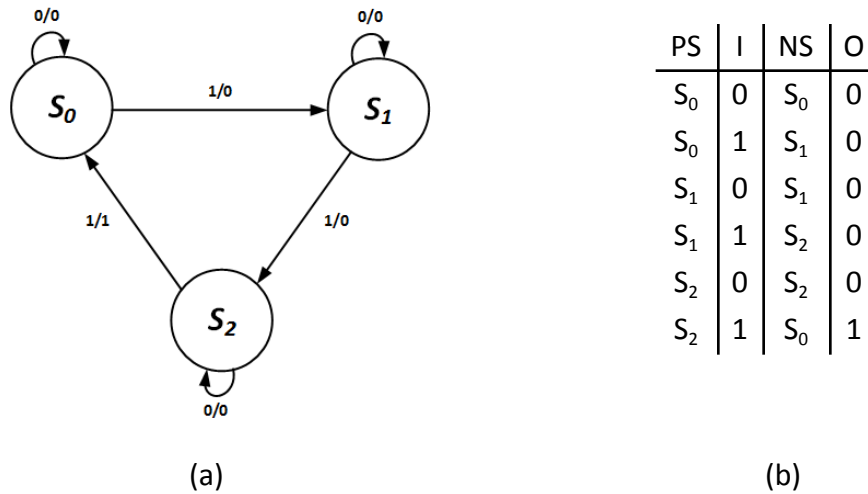 0/0
0/0
S0
1/0
S1
1/1
1/0
S2
0/0
(a)
PS I NS O
S0 0 S0 0
S0 1 S1 0
S1 0 S1 0
S1 1 S2 0
S2 0 S2 0
S2 1 S0 1
(b)